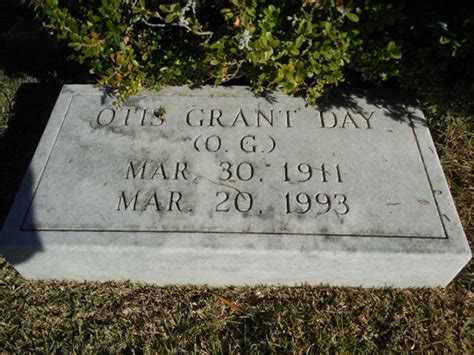 OTIS GRANT DAY
(O. G.)
MAR. 30, 1911
MAR. 20, 1993